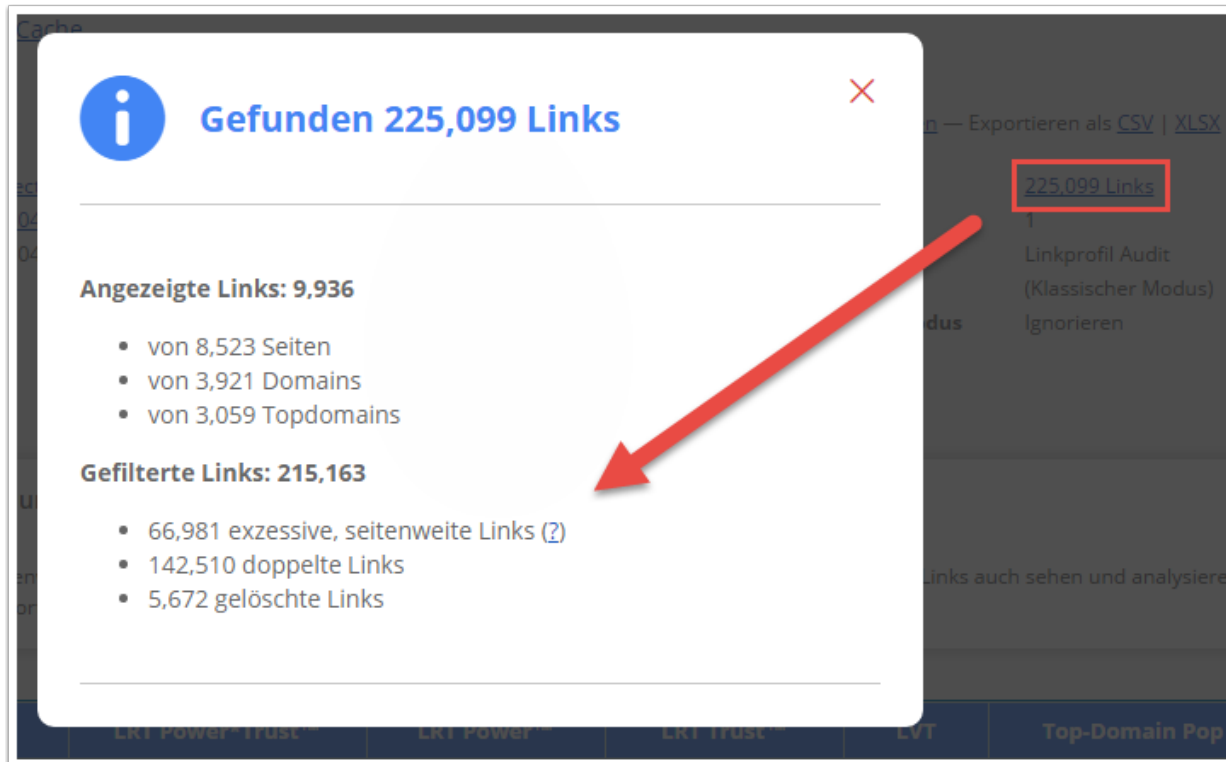 Cache
Gefunden 225,099 Links
— Exportieren als CSV | XLSX
225,099 Links
1
Linkprofil Audit
(Klassischer Modus)
Ignorieren
Angezeigte Links: 9,936
• von 8,523 Seiten
• von 3,921 Domains
• von 3,059 Topdomains
Gefilterte Links: 215,163
• 66,981 exzessive, seitenweite Links (?)
• 142,510 doppelte Links
• 5,672 gelöschte Links
Links auch sehen und
LRT Power*Trust™ LRT Power™ LRT Trust™ LVT Top-Domain Pop